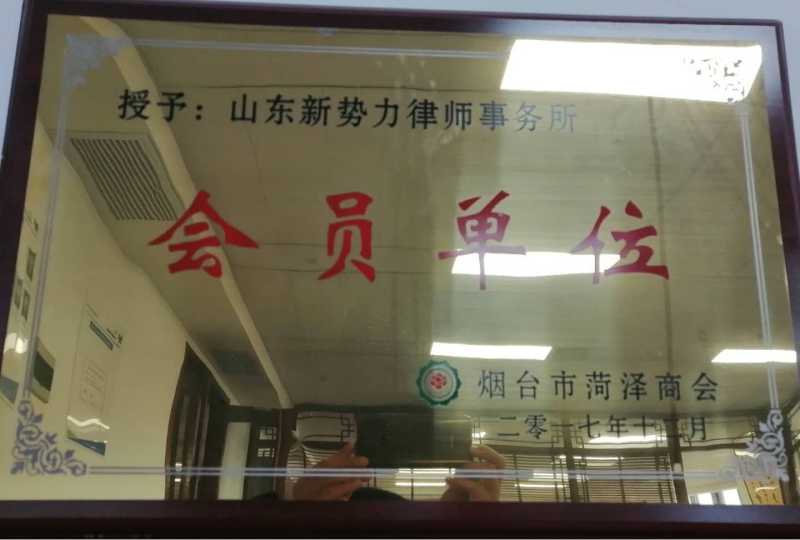 授予：山东新势力律师事务所
会员单位
烟台市菏泽商会
二零一七年十二月